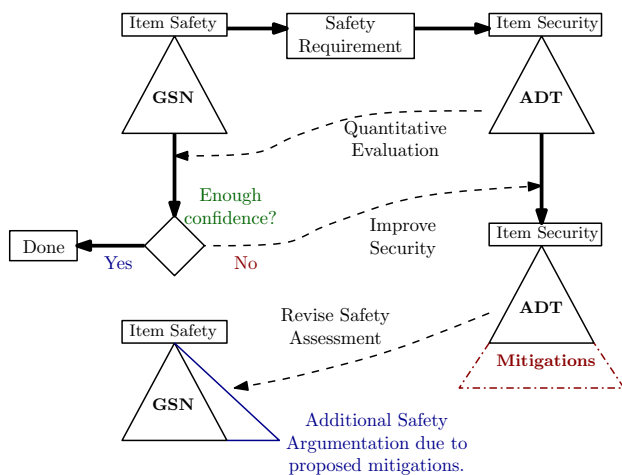 Item Safety
Safety
Requirement
Item Security
GSN
ADT
Quantitative
Evaluation
Enough
confidence?
Improve
Security
Item Security
Done
Yes
No
ADT
Revise Safety
Assessment
Item Safety
Mitigations
GSN
Additional Safety
Argumentation due to
proposed mitigations.